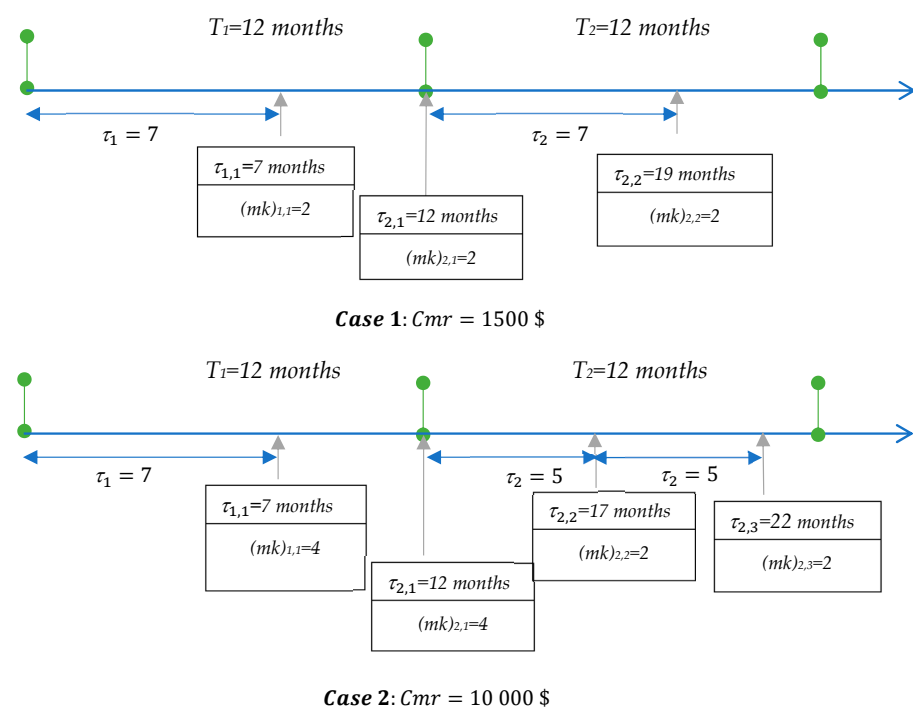 T₁=12 months T₂=12 months
τ₁ = 7 τ₂ = 7
τ₁,₁=7 months
(mk)₁,₁=2
τ₂,₁=12 months
(mk)₂,₁=2
τ₂,₂=19 months
(mk)₂,₂=2
Case 1: Cmr = 1500 $
T₁=12 months T₂=12 months
τ₁ = 7 τ₂ = 5 τ₂ = 5
τ₁,₁=7 months
(mk)₁,₁=4
τ₂,₁=12 months
(mk)₂,₁=4
τ₂,₂=17 months
(mk)₂,₂=2
τ₂,₃=22 months
(mk)₂,₃=2
Case 2: Cmr = 10 000 $